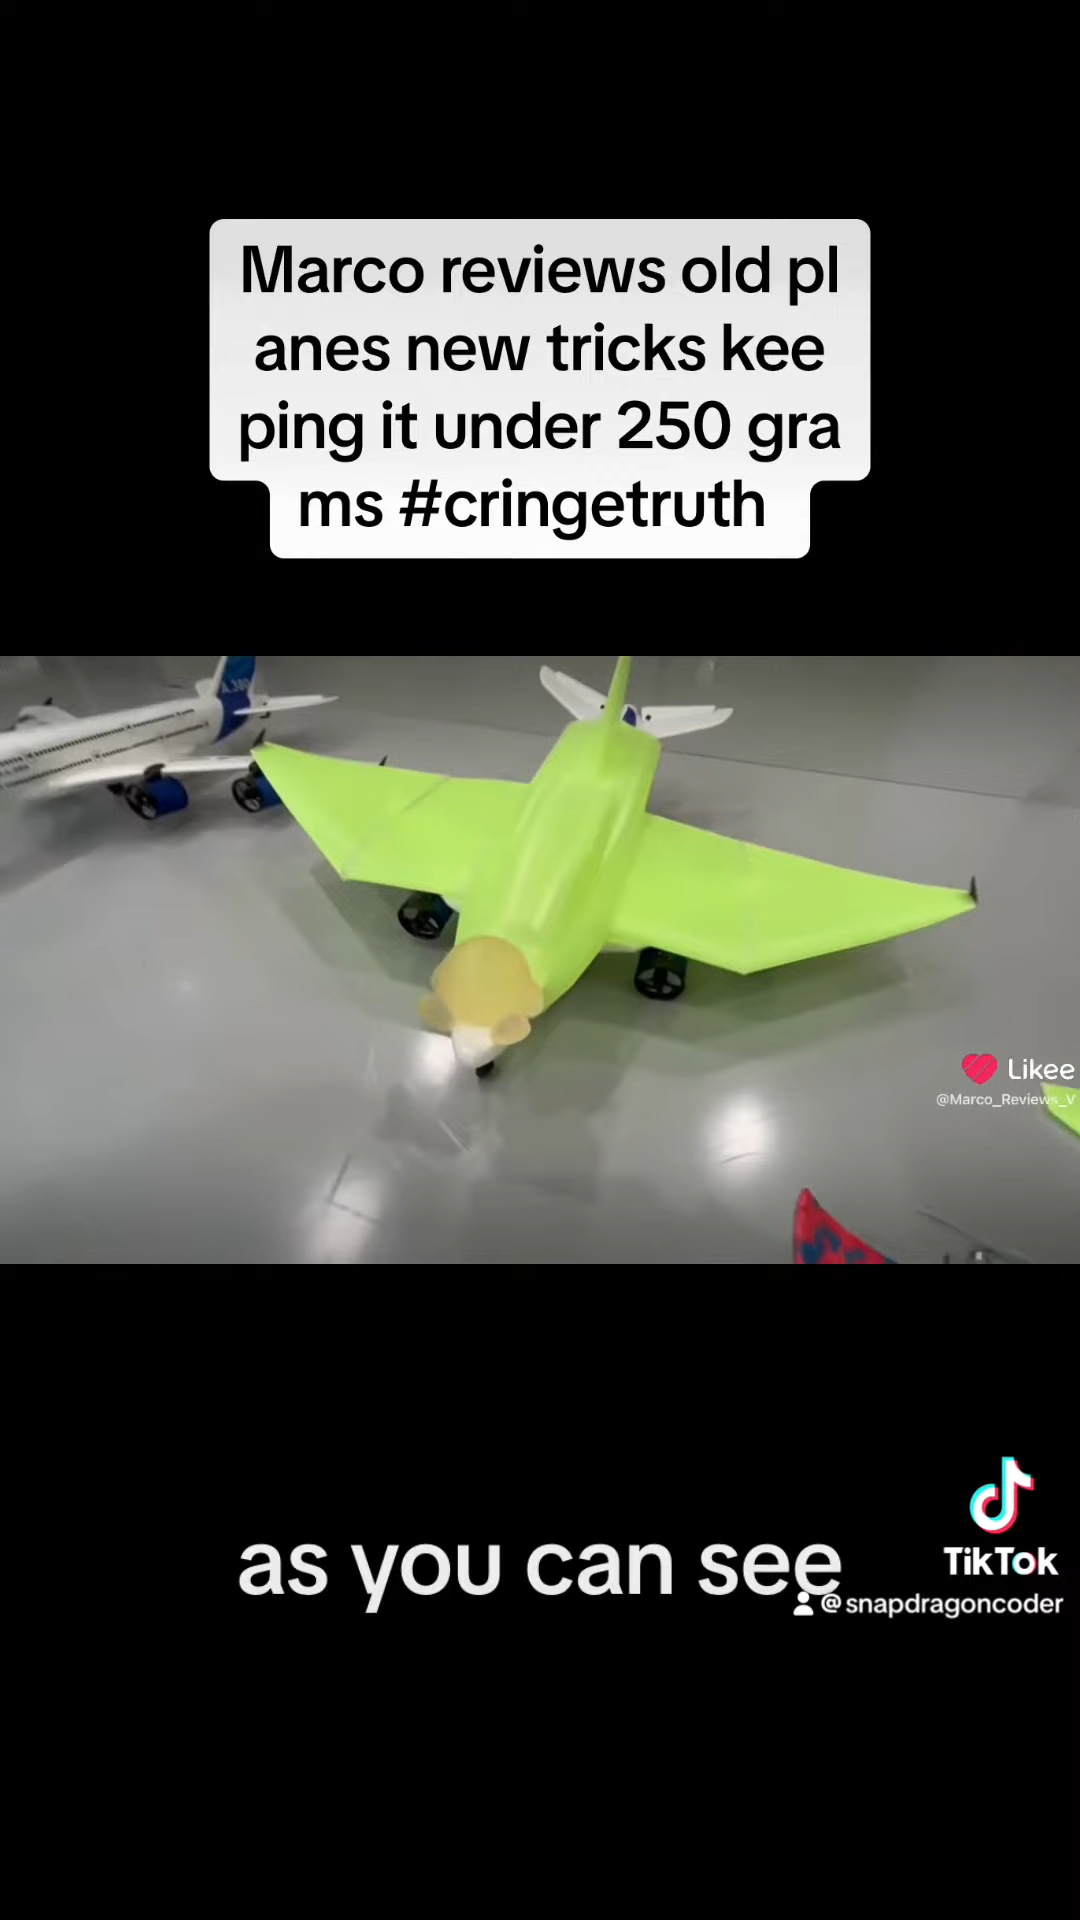 Marco reviews old pl
anes new tricks kee
ping it under 250 gra
ms #cringetruth
A.380
Likee
@Marco_Reviews_V
as you can see
TikTok
@snapdragoncoder